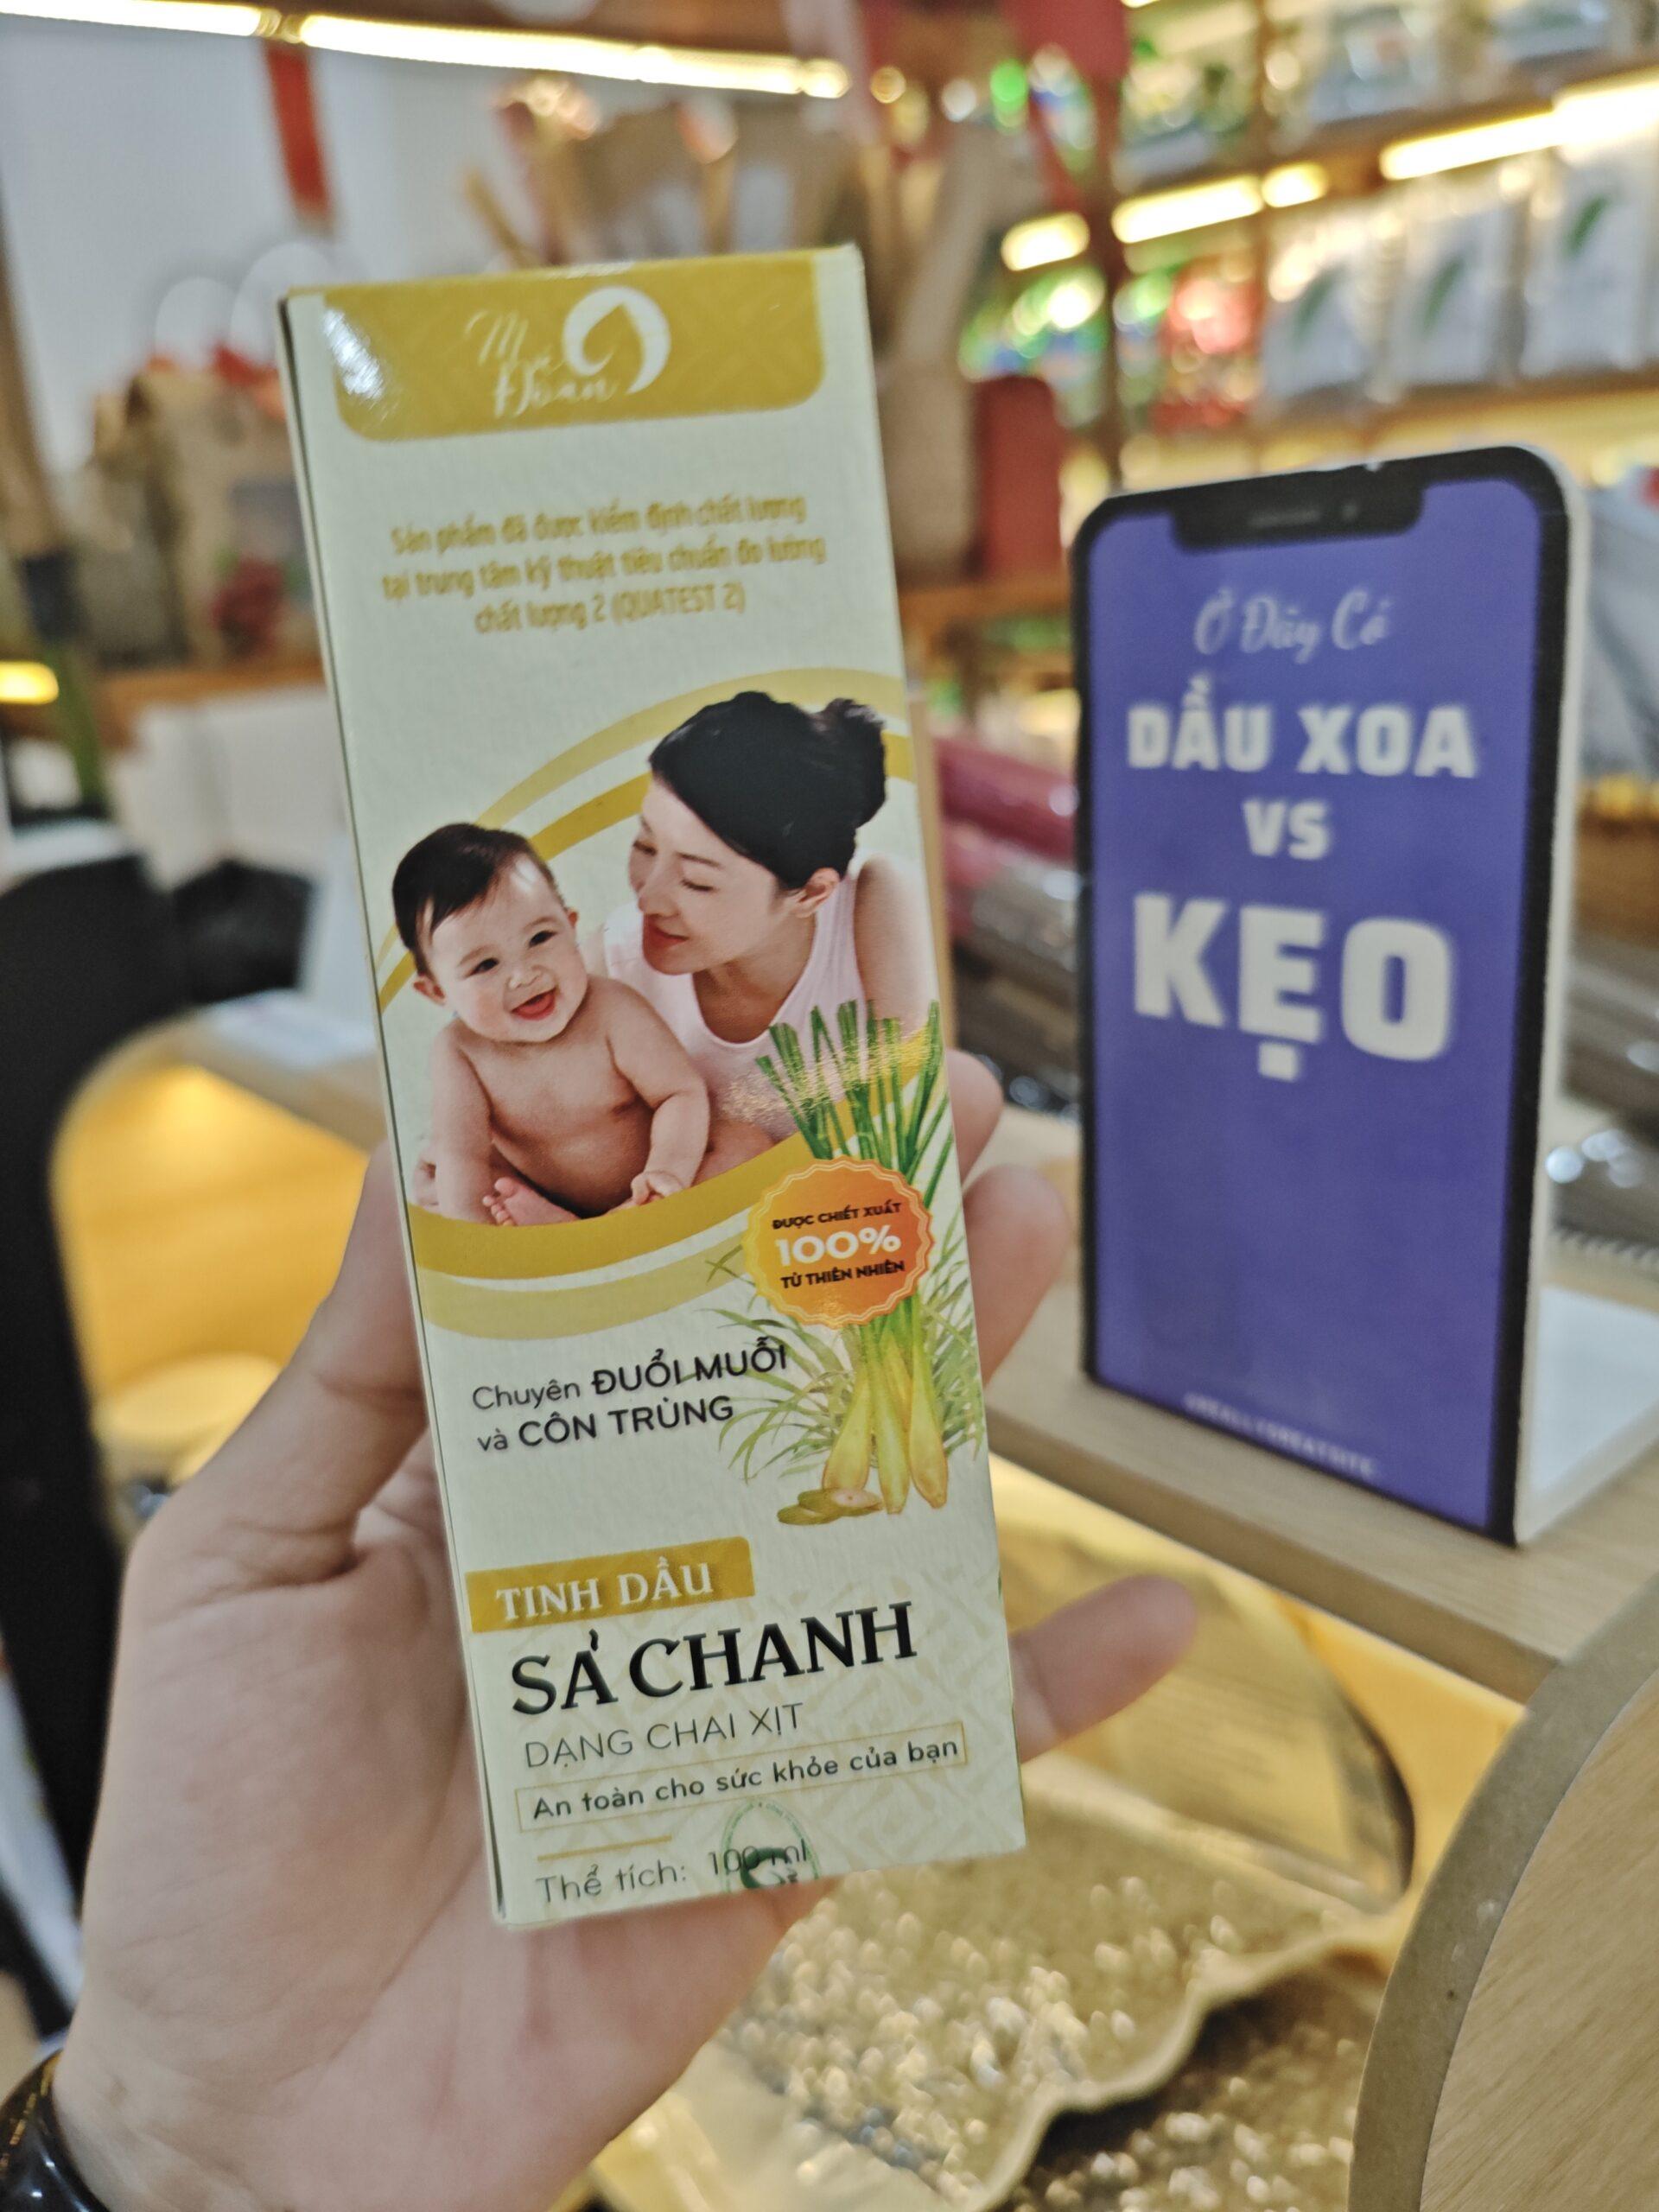 Đoan
Sản phẩm đã được kiểm định chất lượng
tại trung tâm kỹ thuật tiêu chuẩn đo lường
chất lượng 2 (QUATEST 2)
ĐƯỢC CHIẾT XUẤT
100%
TỪ THIÊN NHIÊN
Chuyên ĐUỔI MUỖI
và CÔN TRÙNG
TINH DẦU
SẢ CHANH
DẠNG CHAI XỊT
An toàn cho sức khỏe của bạn
Thể tích: 100 ml
Ở Đây Có
DẦU XOA
VS
KẸO